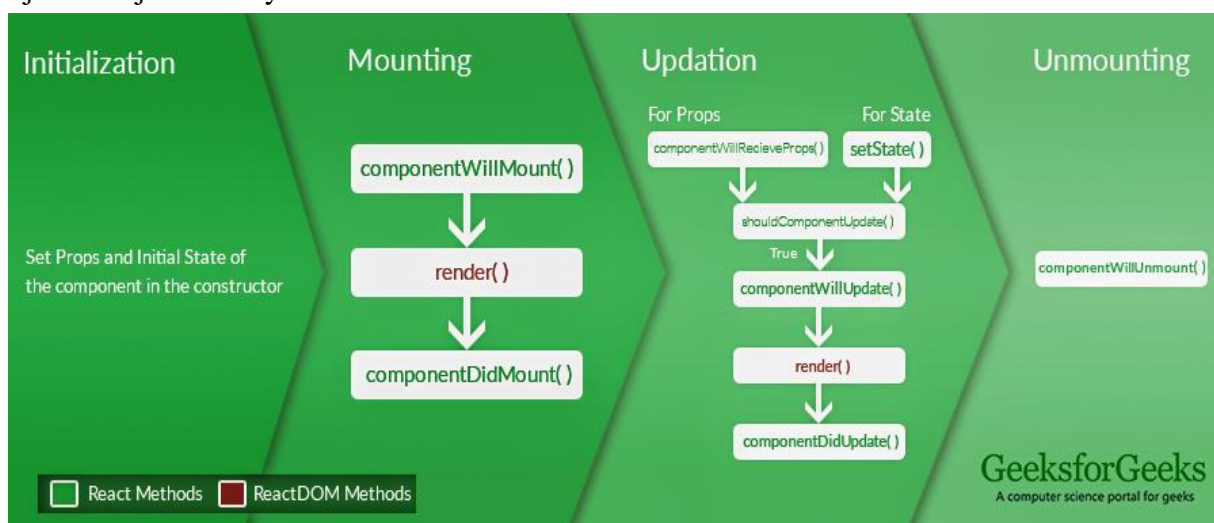 Initialization
Set Props and Initial State of
the component in the constructor
Mounting
componentWillMount( )
render( )
componentDidMount( )
Updation
For Props
For State
componentWillRecieveProps( )
setState( )
shouldComponentUpdate( )
True
componentWillUpdate( )
render( )
componentDidUpdate( )
Unmounting
componentWillUnmount( )
React Methods
ReactDOM Methods
GeeksforGeeks
A computer science portal for geeks